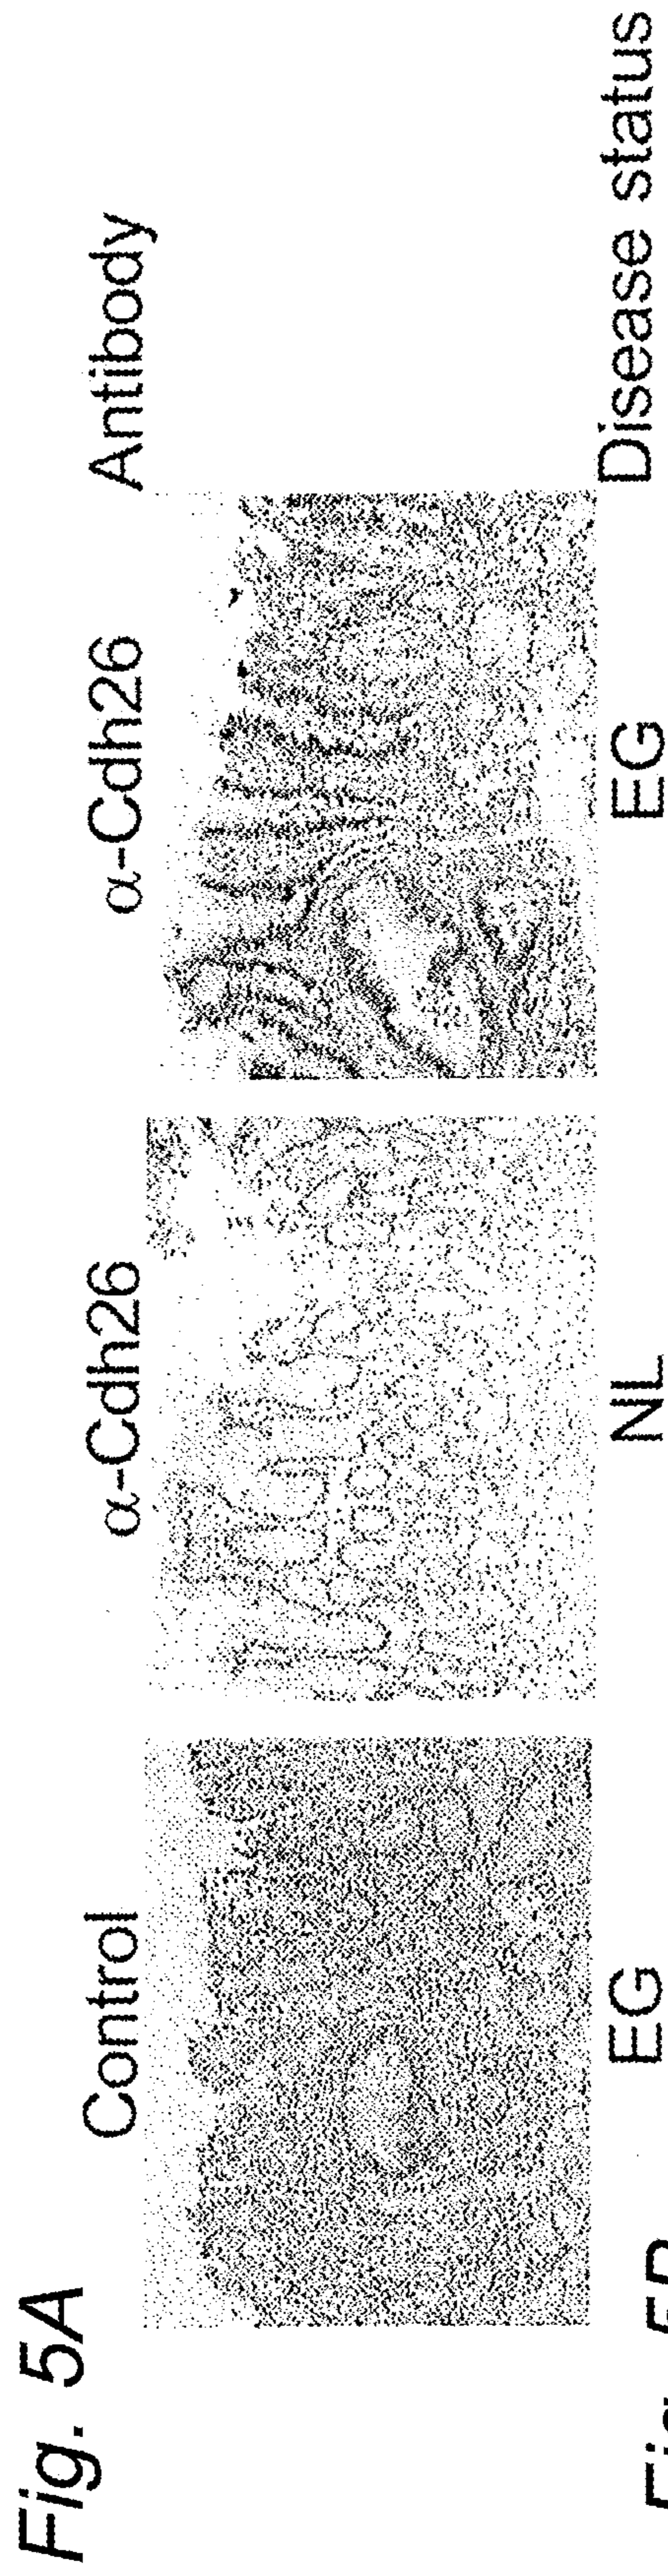 Fig. 5A
Control α-Cdh26 α-Cdh26 Antibody
EG NL EG Disease status